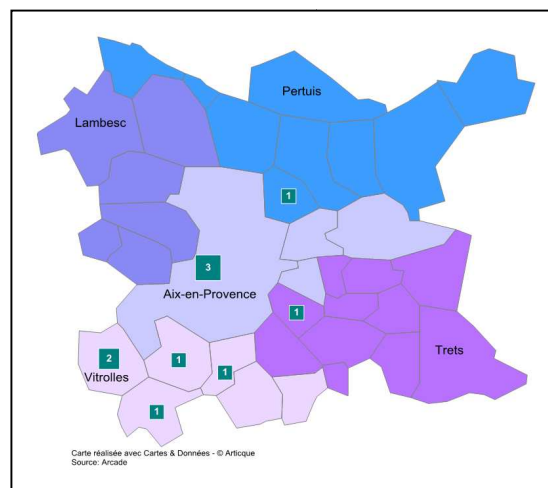 Pertuis
Lambesc
1
3
Aix-en-Provence
1
Trets
2
1
1
Vitrolles
1
Carte réalisée avec Cartes & Données - © Articque
Source: Arcade